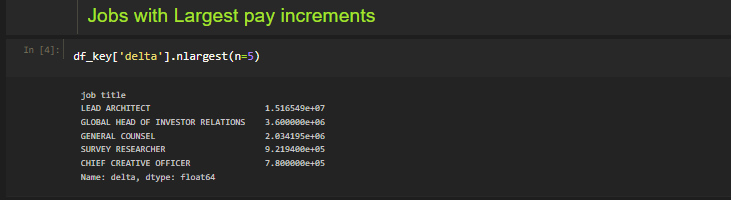 Jobs with Largest pay increments
In [4]:
df_key['delta'].nlargest(n=5)
job title
LEAD ARCHITECT 1.516549e+07
GLOBAL HEAD OF INVESTOR RELATIONS 3.600000e+06
GENERAL COUNSEL 2.034195e+06
SURVEY RESEARCHER 9.219400e+05
CHIEF CREATIVE OFFICER 7.800000e+05
Name: delta, dtype: float64